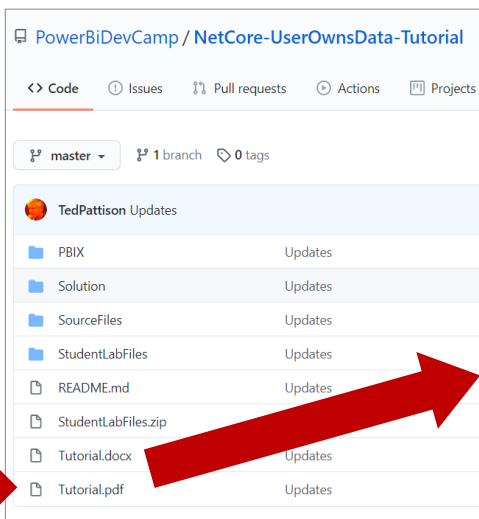 PowerBiDevCamp / NetCore-UserOwnsData-Tutorial
<> Code Issues Pull requests Actions Projects
master 1 branch 0 tags
TedPattison Updates
PBIX Updates
Solution Updates
SourceFiles Updates
StudentLabFiles Updates
README.md Updates
StudentLabFiles.zip
Tutorial.docx Updates
Tutorial.pdf Updates